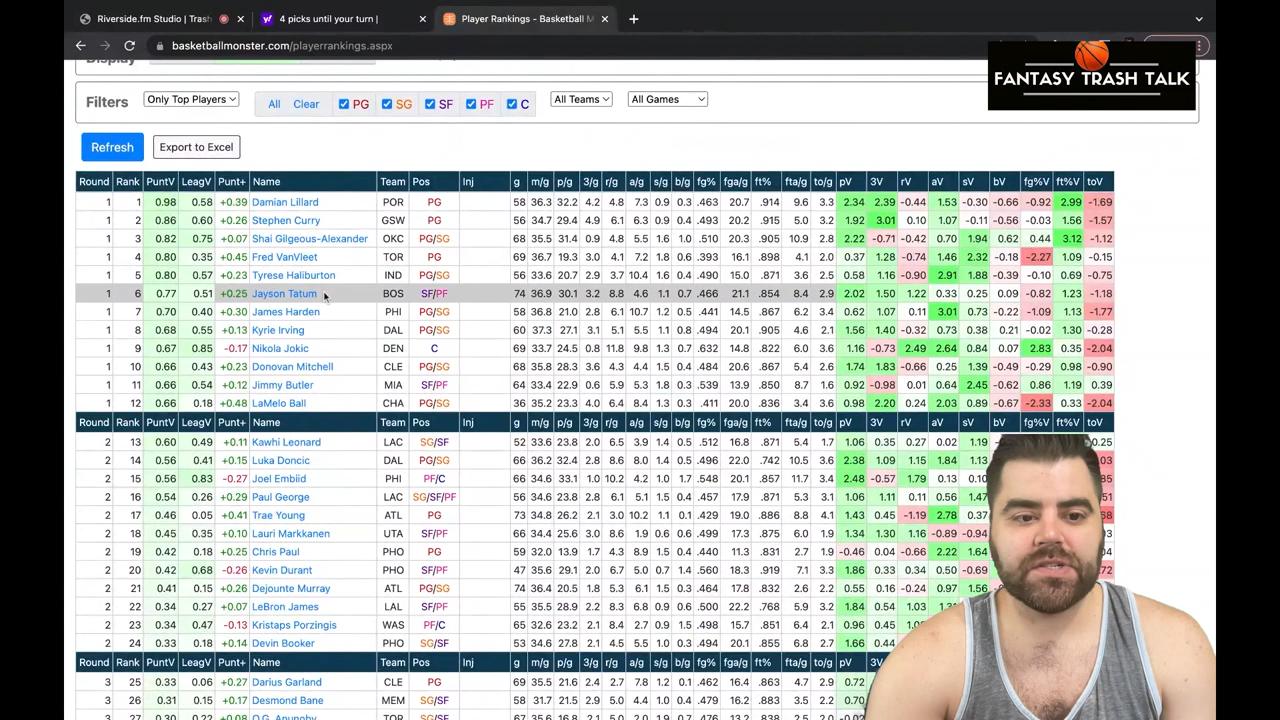 Riverside.fm Studio | Trash
4 picks until your turn |
Player Rankings - Basketball M
basketballmonster.com/playerrankings.aspx
FANTASY TRASH TALK
Filters Only Top Players All Clear PG SG SF PF C All Teams All Games
Refresh Export to Excel
Round Rank PuntV LeagV Punt+ Name Team Pos Inj g m/g p/g 3/g r/g a/g s/g b/g fg% fga/g ft% fta/g to/g pV 3V rV aV sV bV fg%V ft%V toV
1 1 0.98 0.58 +0.39 Damian Lillard POR PG 58 36.3 32.2 4.2 4.8 7.3 0.9 0.3 .463 20.7 .914 9.6 3.3 2.34 2.39 -0.44 1.53 -0.30 -0.66 -0.92 2.99 -1.69
1 2 0.86 0.60 +0.26 Stephen Curry GSW PG 56 34.7 29.4 4.9 6.1 6.3 0.9 0.4 .493 20.2 .915 5.0 3.2 1.92 3.01 0.10 1.07 -0.11 -0.56 -0.03 1.56 -1.57
1 3 0.82 0.75 +0.07 Shai Gilgeous-Alexander OKC PG/SG 68 35.5 31.4 0.9 4.8 5.5 1.6 1.0 .510 20.3 .905 10.9 2.8 2.22 -0.71 -0.42 0.70 1.94 0.62 0.44 3.12 -1.12
1 4 0.80 0.35 +0.45 Fred VanVleet TOR PG 69 36.7 19.3 3.0 4.1 7.2 1.8 0.6 .393 16.3 .898 4.1 2.0 0.37 1.28 -0.74 1.46 2.32 -0.18 -2.27 1.09 -0.15
1 5 0.80 0.57 +0.23 Tyrese Haliburton IND PG/SG 56 33.6 20.7 2.9 3.7 10.4 1.6 0.4 .490 15.0 .871 3.6 2.5 0.58 1.16 -0.90 2.91 1.88 -0.39 -0.10 0.69 -0.75
1 6 0.77 0.51 +0.25 Jayson Tatum BOS SF/PF 74 36.9 30.1 3.2 8.8 4.6 1.1 0.7 .466 21.1 .854 8.4 2.9 2.02 1.50 1.22 0.33 0.25 0.09 -0.82 1.23 -1.18
1 7 0.70 0.40 +0.30 James Harden PHI PG/SG 58 36.8 21.0 2.8 6.1 10.7 1.2 0.5 .441 14.5 .867 6.2 3.4 0.62 1.07 0.11 3.01 0.73 -0.22 -1.09 1.13 -1.77
1 8 0.68 0.55 +0.13 Kyrie Irving DAL PG/SG 60 37.3 27.1 3.1 5.1 5.5 1.1 0.8 .494 20.1 .905 4.6 2.1 1.56 1.40 -0.32 0.73 0.38 0.21 -0.02 1.30 -0.28
1 9 0.67 0.85 -0.17 Nikola Jokic DEN C 69 33.7 24.5 0.8 11.8 9.8 1.3 0.7 .632 14.8 .822 6.0 3.6 1.16 -0.73 2.49 2.64 0.84 0.07 2.83 0.35 -2.04
1 10 0.66 0.43 +0.23 Donovan Mitchell CLE PG/SG 68 35.8 28.3 3.6 4.3 4.4 1.5 0.4 .484 20.6 .867 5.4 2.6 1.74 1.83 -0.66 0.25 1.39 -0.49 -0.29 0.98 -0.90
1 11 0.66 0.54 +0.12 Jimmy Butler MIA SF/PF 64 33.4 22.9 0.6 5.9 5.3 1.8 0.3 .539 13.9 .850 8.7 1.6 0.92 -0.98 0.01 0.64 2.45 -0.62 0.86 1.19 0.39
1 12 0.66 0.18 +0.48 LaMelo Ball CHA PG/SG 36 35.2 23.3 4.0 6.4 8.4 1.3 0.3 .411 20.0 .836 3.4 3.6 0.98 2.20 0.24 2.03 0.89 -0.67 -2.33 0.33 -2.04
Round Rank PuntV LeagV Punt+ Name Team Pos Inj g m/g p/g 3/g r/g a/g s/g b/g fg% fga/g ft% fta/g to/g pV 3V rV aV sV bV fg%V ft%V toV
2 13 0.60 0.49 +0.11 Kawhi Leonard LAC SG/SF 52 33.6 23.8 2.0 6.5 3.9 1.4 0.5 .512 16.8 .871 5.4 1.7 1.06 0.35 0.27 0.02 1.19 0.25
2 14 0.56 0.41 +0.15 Luka Doncic DAL PG/SG 66 36.2 32.4 2.8 8.6 8.0 1.4 0.5 .496 22.0 .742 10.5 3.6 2.38 1.09 1.15 1.84 1.13
2 15 0.56 0.83 -0.27 Joel Embiid PHI PF/C 66 34.6 33.1 1.0 10.2 4.2 1.0 1.7 .548 20.1 .857 11.7 3.4 2.48 -0.57 1.79 0.13 0.10
2 16 0.54 0.26 +0.29 Paul George LAC SG/SF/PF 56 34.6 23.8 2.8 6.1 5.1 1.5 0.4 .457 17.9 .871 5.3 3.1 1.06 1.11 0.11 0.56 1.47
2 17 0.46 0.05 +0.41 Trae Young ATL PG 73 34.8 26.2 2.1 3.0 10.2 1.1 0.1 .429 19.0 .886 8.8 4.1 1.43 0.45 -1.19 2.78 0.37
2 18 0.45 0.35 +0.10 Lauri Markkanen UTA SF/PF 66 34.4 25.6 3.0 8.6 1.9 0.6 0.6 .499 17.3 .875 6.0 1.9 1.34 1.30 1.16 -0.89 -0.94
2 19 0.42 0.18 +0.25 Chris Paul PHO PG 59 32.0 13.9 1.7 4.3 8.9 1.5 0.4 .440 11.3 .831 2.7 1.9 -0.46 0.04 -0.66 2.22 1.64
2 20 0.42 0.68 -0.26 Kevin Durant PHO SF/PF 47 35.6 29.1 2.0 6.7 5.0 0.7 1.4 .560 18.3 .919 7.1 3.3 1.86
2 21 0.41 0.15 +0.26 Dejounte Murray ATL PG/SG 74 36.4 20.5 1.8 5.3 6.1 1.5 0.3 .464 17.8 .832 2.6 2.2 0.55 0.15 -0.24 0.97 1.56
2 22 0.34 0.27 +0.07 LeBron James LAL SF/PF 55 35.5 28.9 2.2 8.3 6.8 0.9 0.6 .500 22.2 .768 5.9 3.2 1.84 0.54 1.03
2 23 0.34 0.47 -0.13 Kristaps Porzingis WAS PF/C 65 32.6 23.2 2.1 8.4 2.7 0.9 1.5 .498 15.7 .851 6.4 2.1 0.96 0.45
2 24 0.33 0.18 +0.14 Devin Booker PHO SG/SF 53 34.6 27.8 2.1 4.5 5.5 1.0 0.3 .494 20.1 .855 6.8 2.7 1.66 0.44
Round Rank PuntV LeagV Punt+ Name Team Pos Inj g m/g p/g 3/g r/g a/g s/g b/g fg% fga/g ft% fta/g to/g pV 3V
3 25 0.33 0.06 +0.27 Darius Garland CLE PG 69 35.5 21.6 2.4 2.7 7.8 1.2 0.1 .462 16.1 .863 4.7 2.9 0.72
3 26 0.31 0.15 +0.17 Desmond Bane MEM SG/SF 58 31.7 21.5 2.9 5.0 4.4 1.0 0.4 .479 16.1 .883 3.6 2.2 0.70